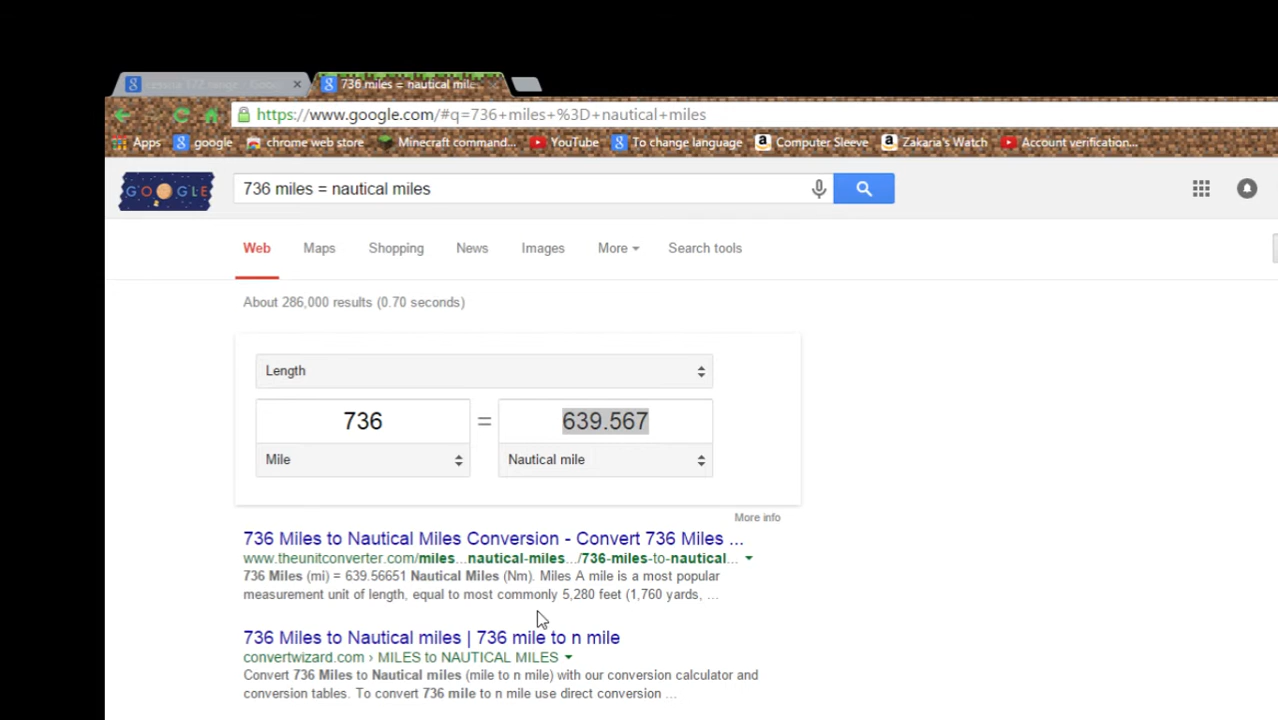 736 miles = nautical mile
https://www.google.com/#q=736+miles+%3D+nautical+miles
Apps google chrome web store Minecraft command... YouTube To change language Computer Sleeve Zakaria's Watch Account verification...
GOOGLE 736 miles = nautical miles
Web Maps Shopping News Images More Search tools
About 286,000 results (0.70 seconds)
Length
736 = 639.567
Mile Nautical mile
More info
736 Miles to Nautical Miles Conversion - Convert 736 Miles ...
www.theunitconverter.com/miles...nautical-miles.../736-miles-to-nautical...
736 Miles (mi) = 639.56651 Nautical Miles (Nm). Miles A mile is a most popular
measurement unit of length, equal to most commonly 5,280 feet (1,760 yards, ...
736 Miles to Nautical miles | 736 mile to n mile
convertwizard.com › MILES to NAUTICAL MILES
Convert 736 Miles to Nautical miles (mile to n mile) with our conversion calculator and
conversion tables. To convert 736 mile to n mile use direct conversion ...